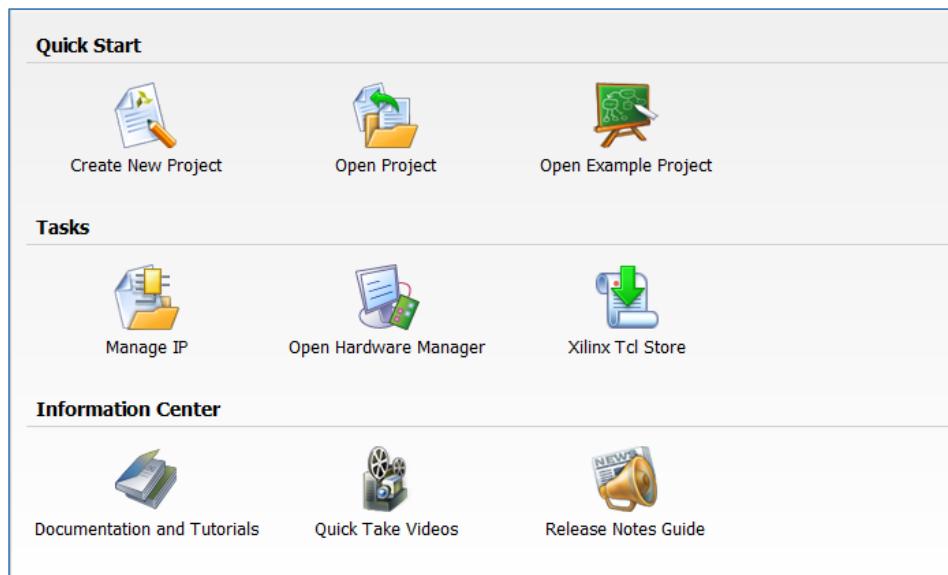 Quick Start
Create New Project
Open Project
Open Example Project
Tasks
Manage IP
Open Hardware Manager
Xilinx Tcl Store
Information Center
NEWS
Documentation and Tutorials
Quick Take Videos
Release Notes Guide